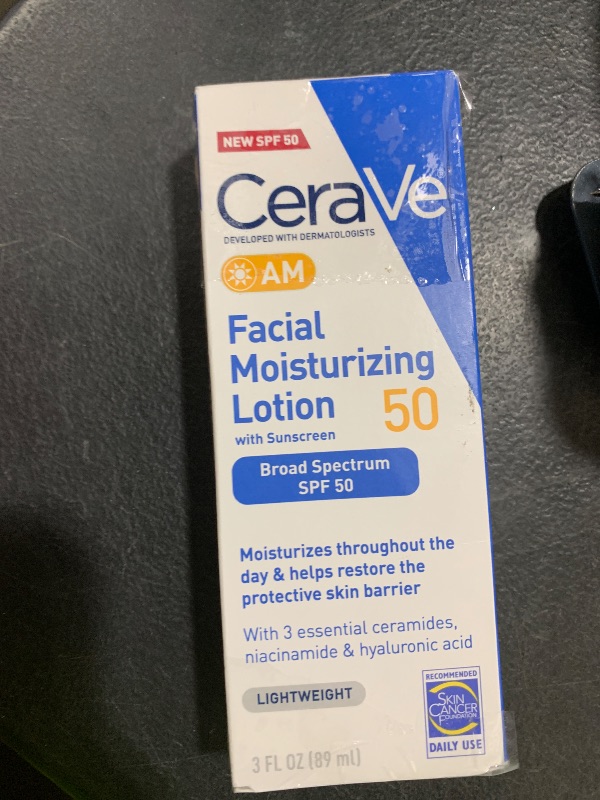 NEW SPF 50
CeraVe
DEVELOPED WITH DERMATOLOGISTS
AM
Facial
Moisturizing
Lotion 50
with Sunscreen
Broad Spectrum
SPF 50
Moisturizes throughout the
day & helps restore the
protective skin barrier
With 3 essential ceramides,
niacinamide & hyaluronic acid
LIGHTWEIGHT
RECOMMENDED
SKIN
CANCER
FOUNDATION
DAILY USE
3 FL OZ (89 ml)